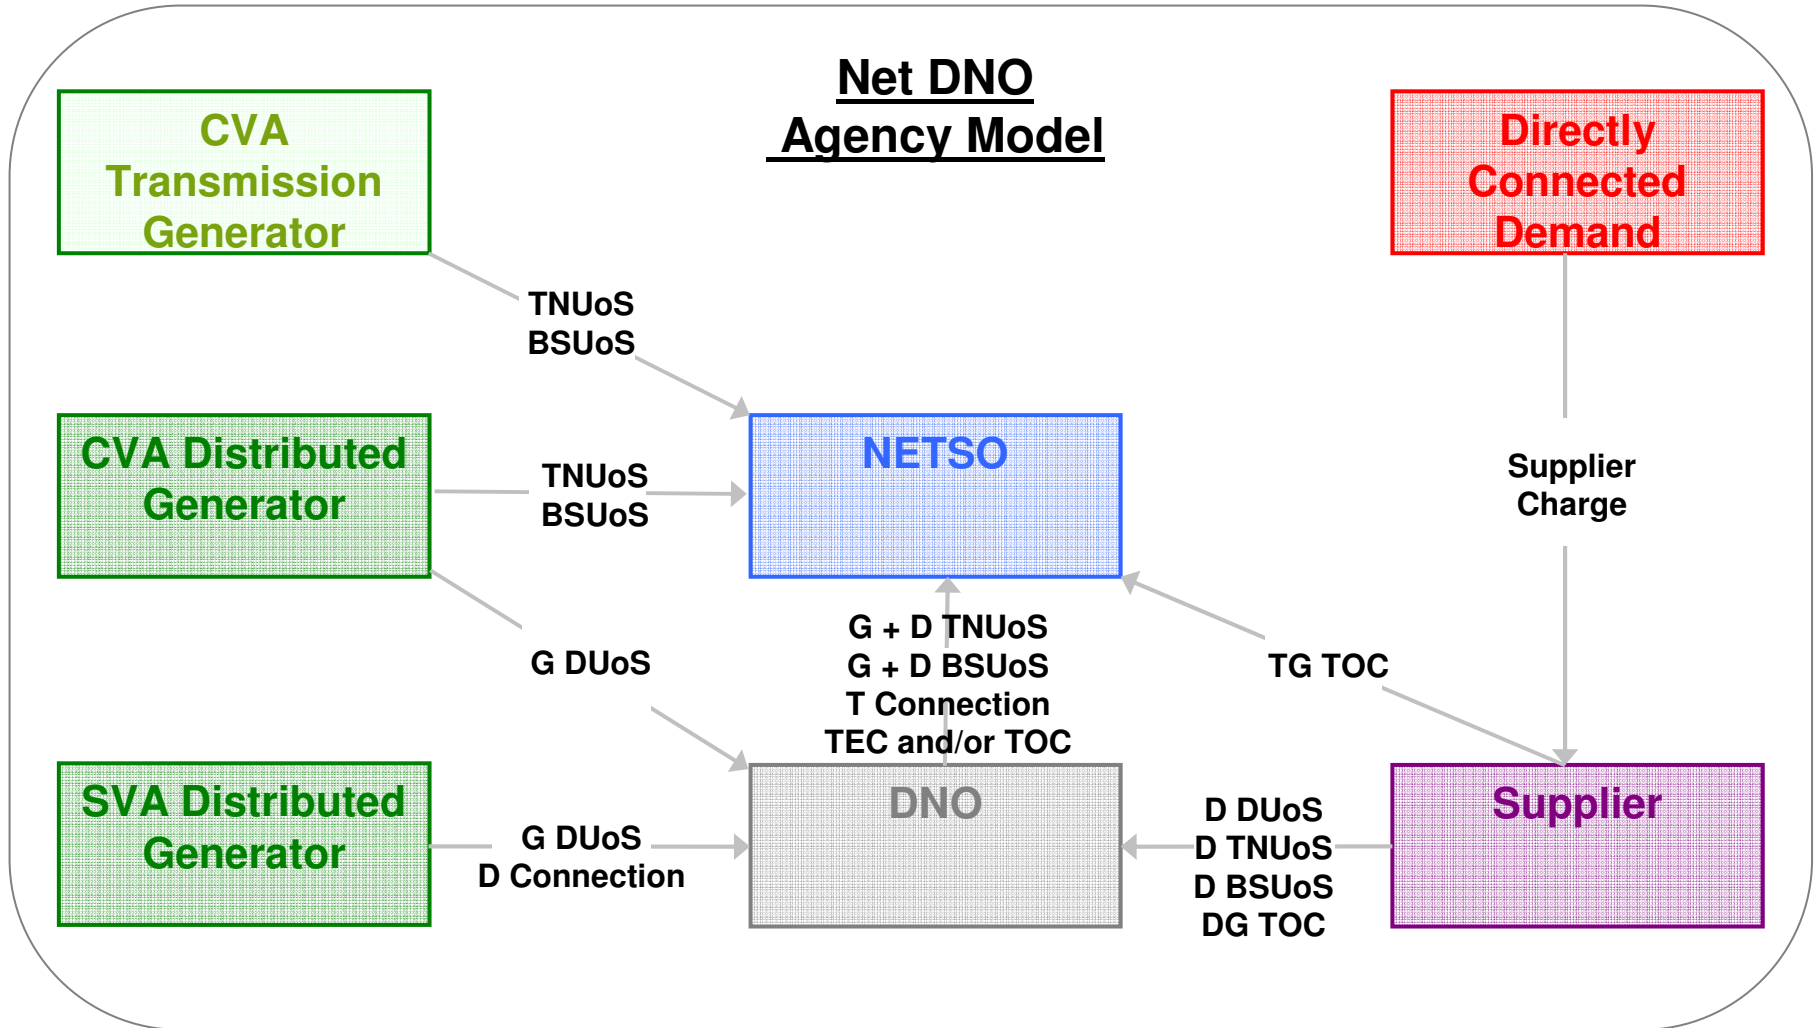 Net DNO
Agency Model
CVA
Transmission
Generator
Directly
Connected
Demand
TNUoS
BSUoS
CVA Distributed
Generator
TNUoS
BSUoS
NETSO
Supplier
Charge
G DUoS
G + D TNUoS
G + D BSUoS
T Connection
TEC and/or TOC
TG TOC
SVA Distributed
Generator
G DUoS
D Connection
DNO
D DUoS
D TNUoS
D BSUoS
DG TOC
Supplier